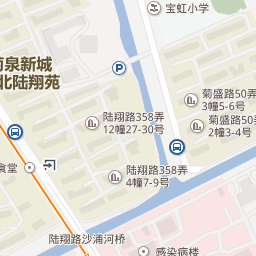 宝虹小学
菊泉新城
北陆翔苑
P
菊盛路50弄
3幢5-6号
陆翔路358弄
12幢27-30号
菊盛路50弄
2幢3-4号
食堂
陆翔路358弄
4幢7-9号
陆翔路沙浦河桥
感染病楼